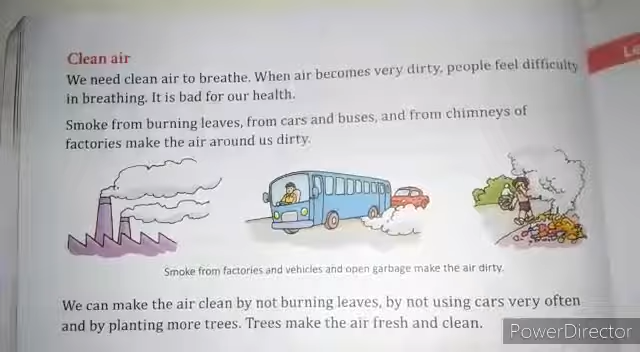 Clean air
We need clean air to breathe. When air becomes very dirty, people feel difficulty
in breathing. It is bad for our health.
Smoke from burning leaves, from cars and buses, and from chimneys of
factories make the air around us dirty.
Smoke from factories and vehicles and open garbage make the air dirty.
We can make the air clean by not burning leaves, by not using cars very often
and by planting more trees. Trees make the air fresh and clean.
PowerDirector